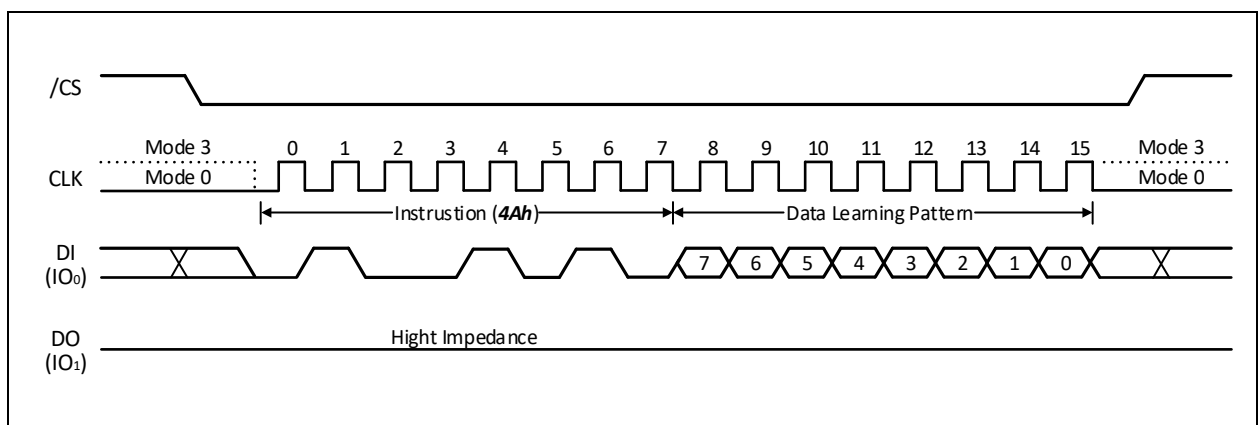 /CS
Mode 3
0 1 2 3 4 5 6 7 8 9 10 11 12 13 14 15
Mode 3
CLK
Mode 0
Mode 0
Instrustion (4Ah)
Data Learning Pattern
DI
(IO0)
7 6 5 4 3 2 1 0
DO
(IO1)
Hight Impedance